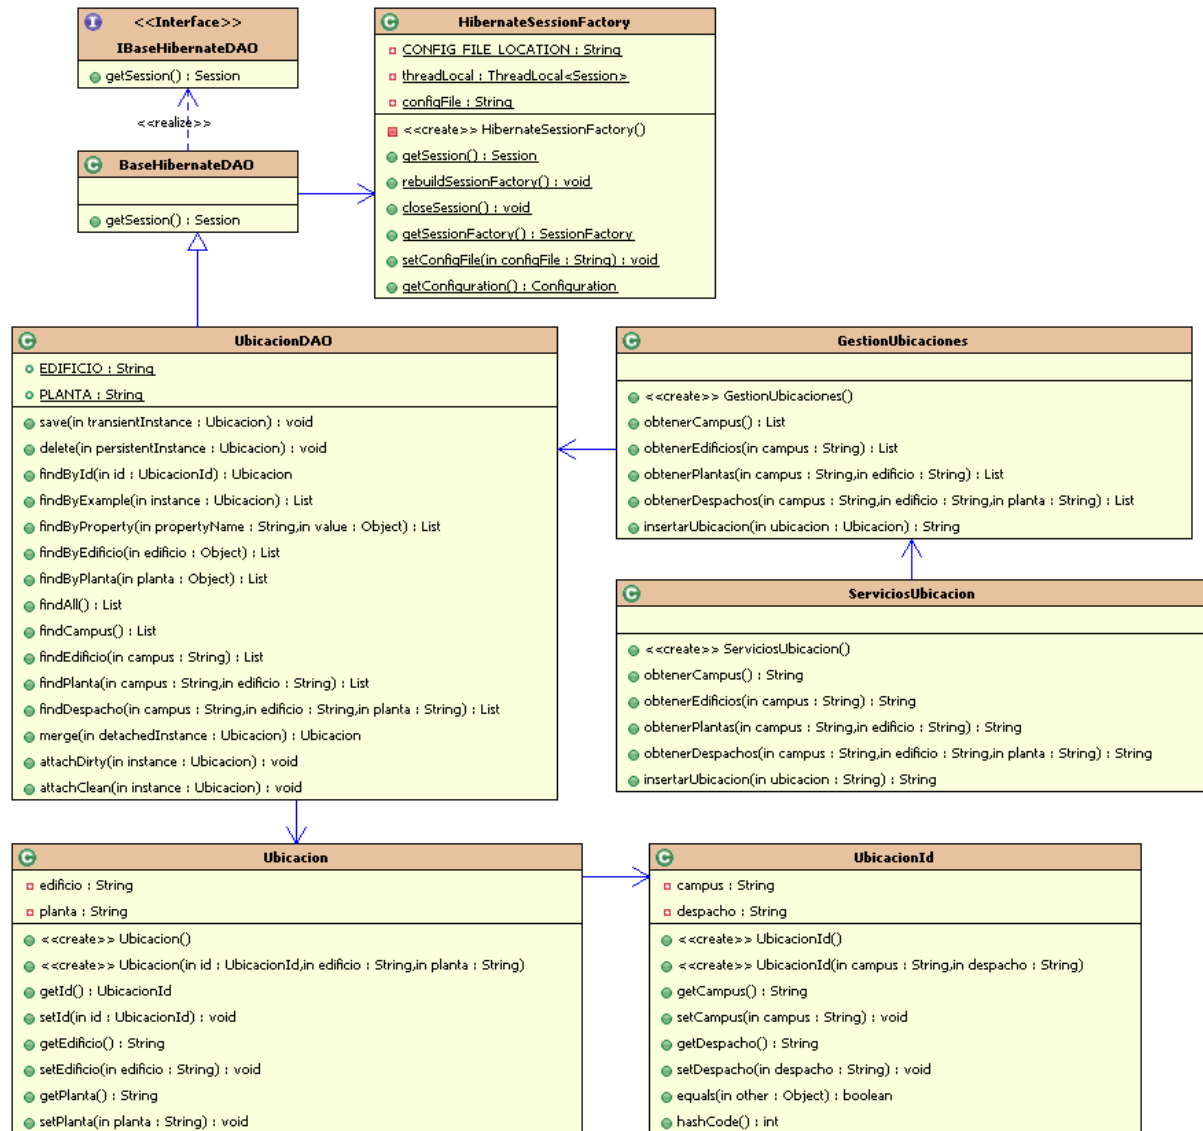 <<Interface>>
IBaseHibernateDAO
getSession() : Session
<<realize>>
BaseHibernateDAO
getSession() : Session
HibernateSessionFactory
CONFIG_FILE_LOCATION : String
threadLocal : ThreadLocal<Session>
configFile : String
<<create>> HibernateSessionFactory()
getSession() : Session
rebuildSessionFactory() : void
closeSession() : void
getSessionFactory() : SessionFactory
setConfigFile(in configFile : String) : void
getConfiguration() : Configuration
UbicacionDAO
EDIFICIO : String
PLANTA : String
save(in transientInstance : Ubicacion) : void
delete(in persistentInstance : Ubicacion) : void
findById(in id : UbicacionId) : Ubicacion
findByExample(in instance : Ubicacion) : List
findByProperty(in propertyName : String,in value : Object) : List
findByEdificio(in edificio : Object) : List
findByPlanta(in planta : Object) : List
findAll() : List
findCampus() : List
findEdificio(in campus : String) : List
findPlanta(in campus : String,in edificio : String) : List
findDespacho(in campus : String,in edificio : String,in planta : String) : List
merge(in detachedInstance : Ubicacion) : Ubicacion
attachDirty(in instance : Ubicacion) : void
attachClean(in instance : Ubicacion) : void
GestionUbicaciones
<<create>> GestionUbicaciones()
obtenerCampus() : List
obtenerEdificios(in campus : String) : List
obtenerPlantas(in campus : String,in edificio : String) : List
obtenerDespachos(in campus : String,in edificio : String,in planta : String) : List
insertarUbicacion(in ubicacion : Ubicacion) : String
ServiciosUbicacion
<<create>> ServiciosUbicacion()
obtenerCampus() : String
obtenerEdificios(in campus : String) : String
obtenerPlantas(in campus : String,in edificio : String) : String
obtenerDespachos(in campus : String,in edificio : String,in planta : String) : String
insertarUbicacion(in ubicacion : String) : String
Ubicacion
edificio : String
planta : String
<<create>> Ubicacion()
<<create>> Ubicacion(in id : UbicacionId,in edificio : String,in planta : String)
getId() : UbicacionId
setId(in id : UbicacionId) : void
getEdificio() : String
setEdificio(in edificio : String) : void
getPlanta() : String
setPlanta(in planta : String) : void
UbicacionId
campus : String
despacho : String
<<create>> UbicacionId()
<<create>> UbicacionId(in campus : String,in despacho : String)
getCampus() : String
setCampus(in campus : String) : void
getDespacho() : String
setDespacho(in despacho : String) : void
equals(in other : Object) : boolean
hashCode() : int